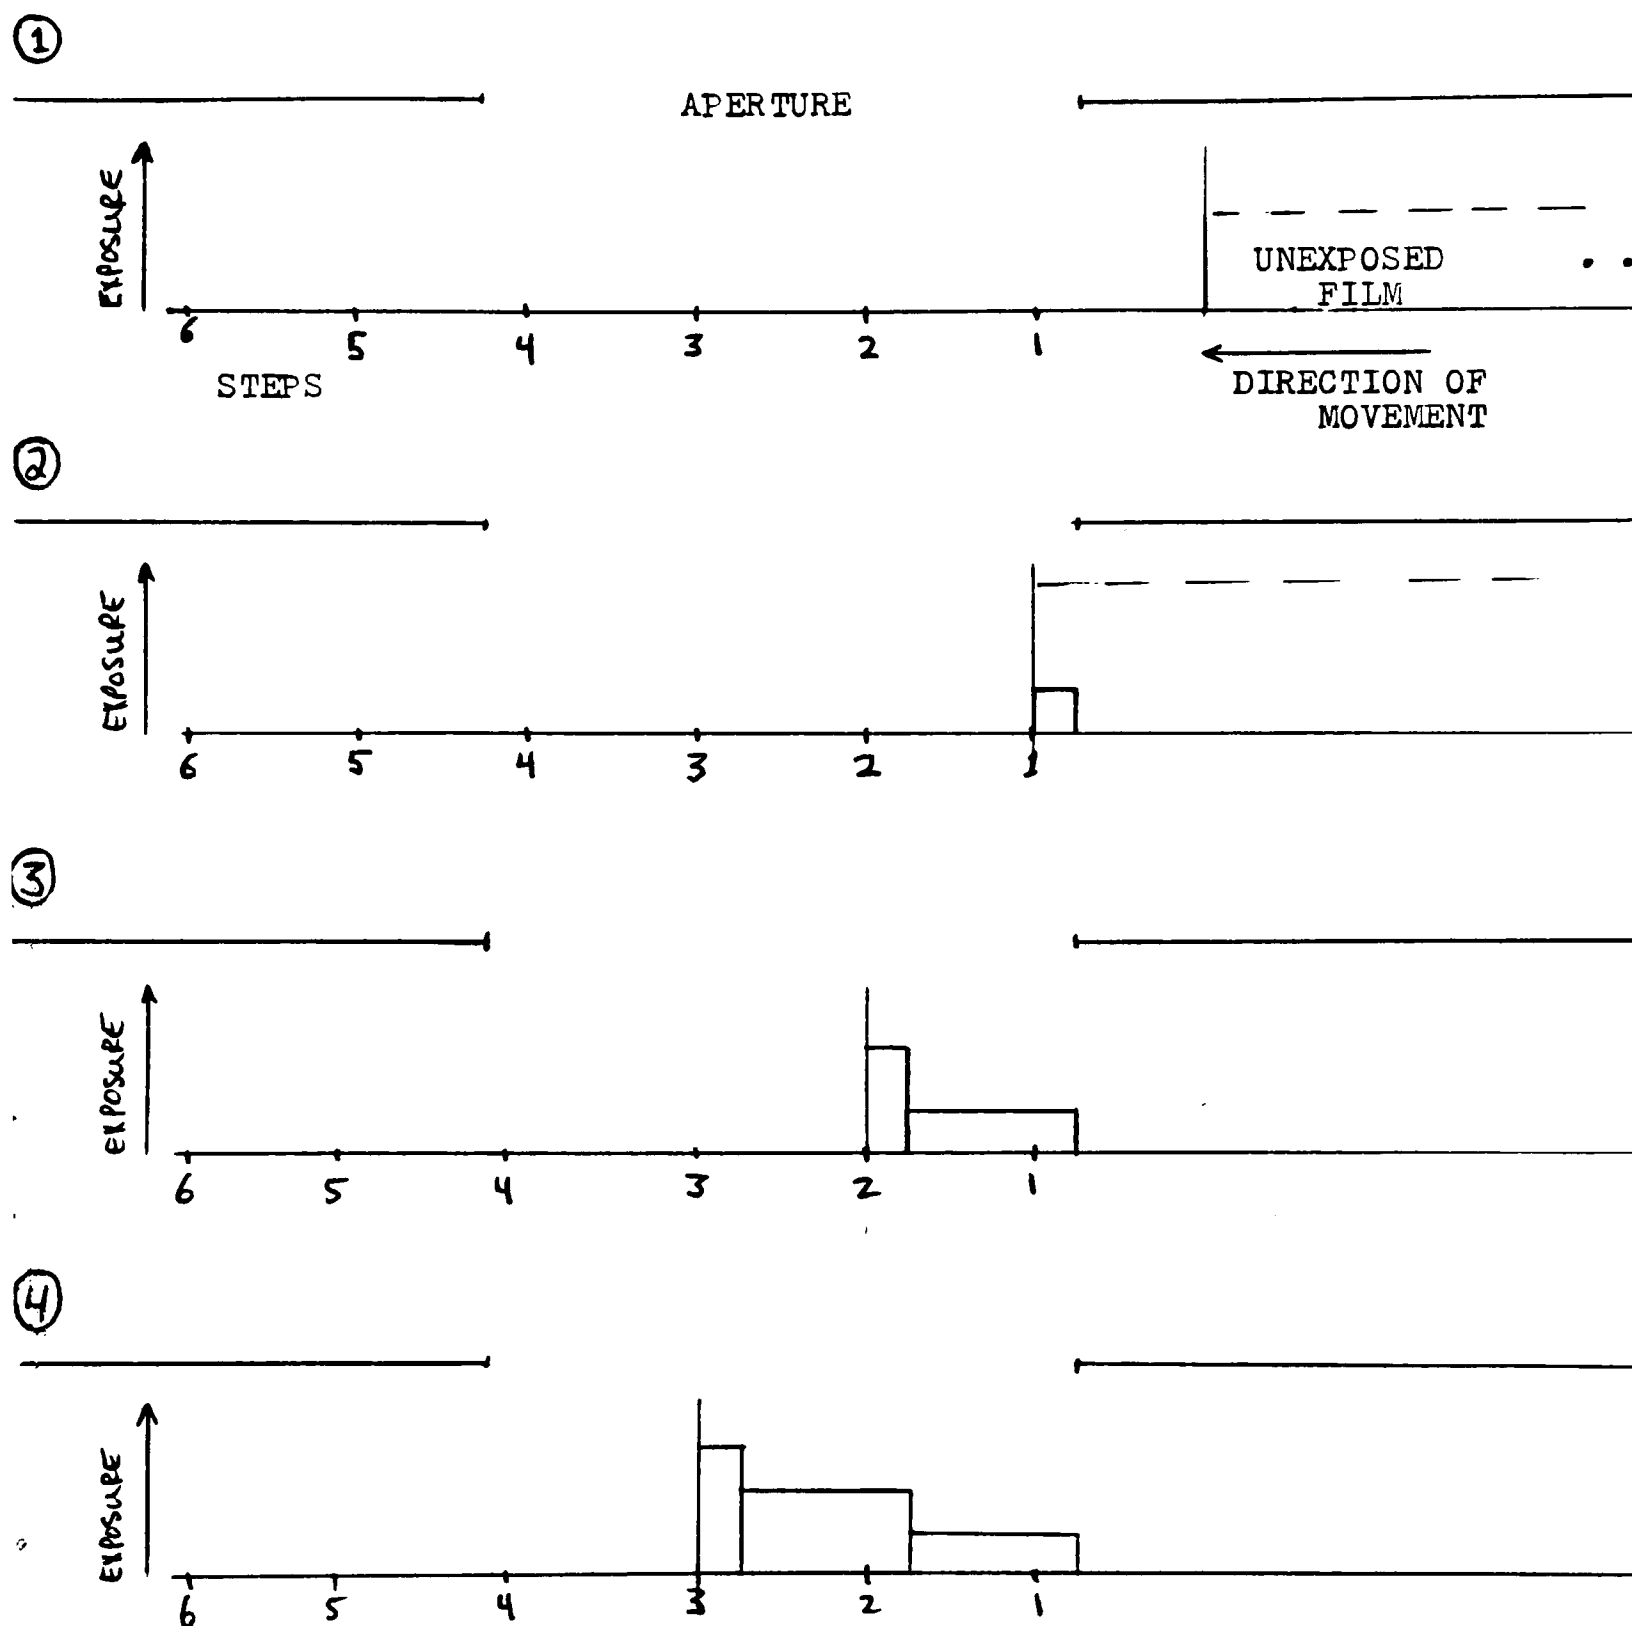 1
APERTURE
EXPOSURE
UNEXPOSED
FILM
6 5 4 3 2 1
STEPS
DIRECTION OF
MOVEMENT
2
EXPOSURE
6 5 4 3 2 1
3
EXPOSURE
6 5 4 3 2 1
4
EXPOSURE
6 5 4 3 2 1